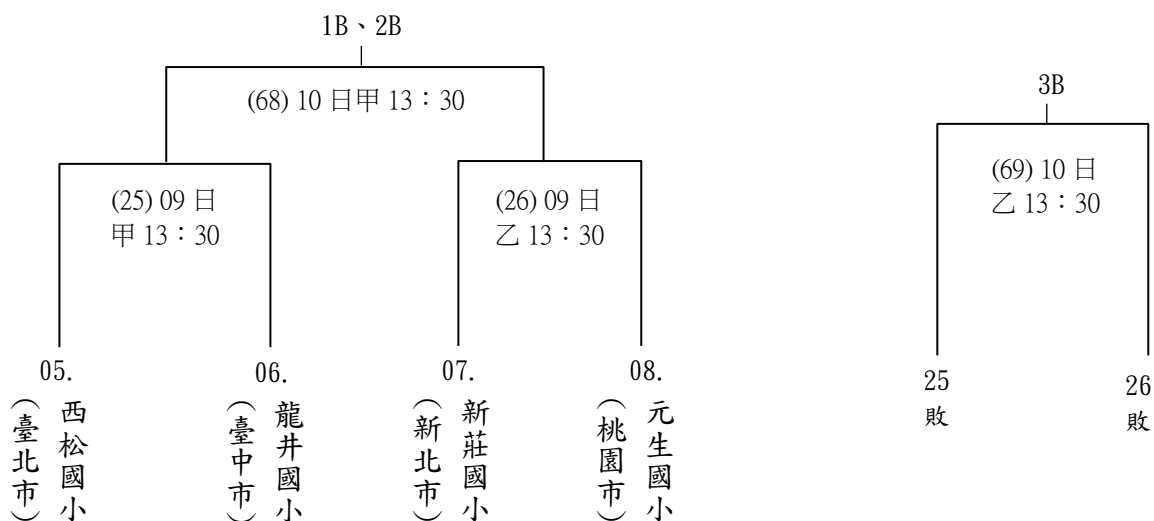 1B、2B
(68) 10 日甲 13：30
(25) 09 日
甲 13：30
(26) 09 日
乙 13：30
05.
西松國小
(臺北市)
06.
龍井國小
(臺中市)
07.
新莊國小
(新北市)
08.
元生國小
(桃園市)
3B
(69) 10 日
乙 13：30
25
敗
26
敗